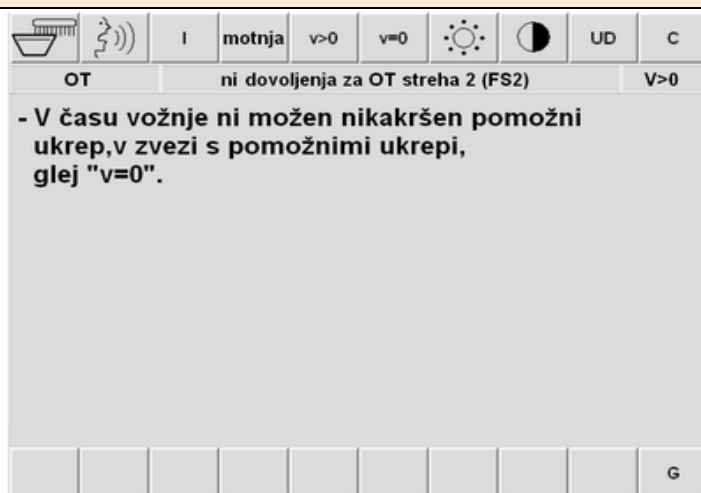 I motnja v>0 v=0 UD C
OT ni dovoljenja za OT streha 2 (FS2) V>0
- V času vožnje ni možen nikakršen pomožni
ukrep,v zvezi s pomožnimi ukrepi,
glej "v=0".
G